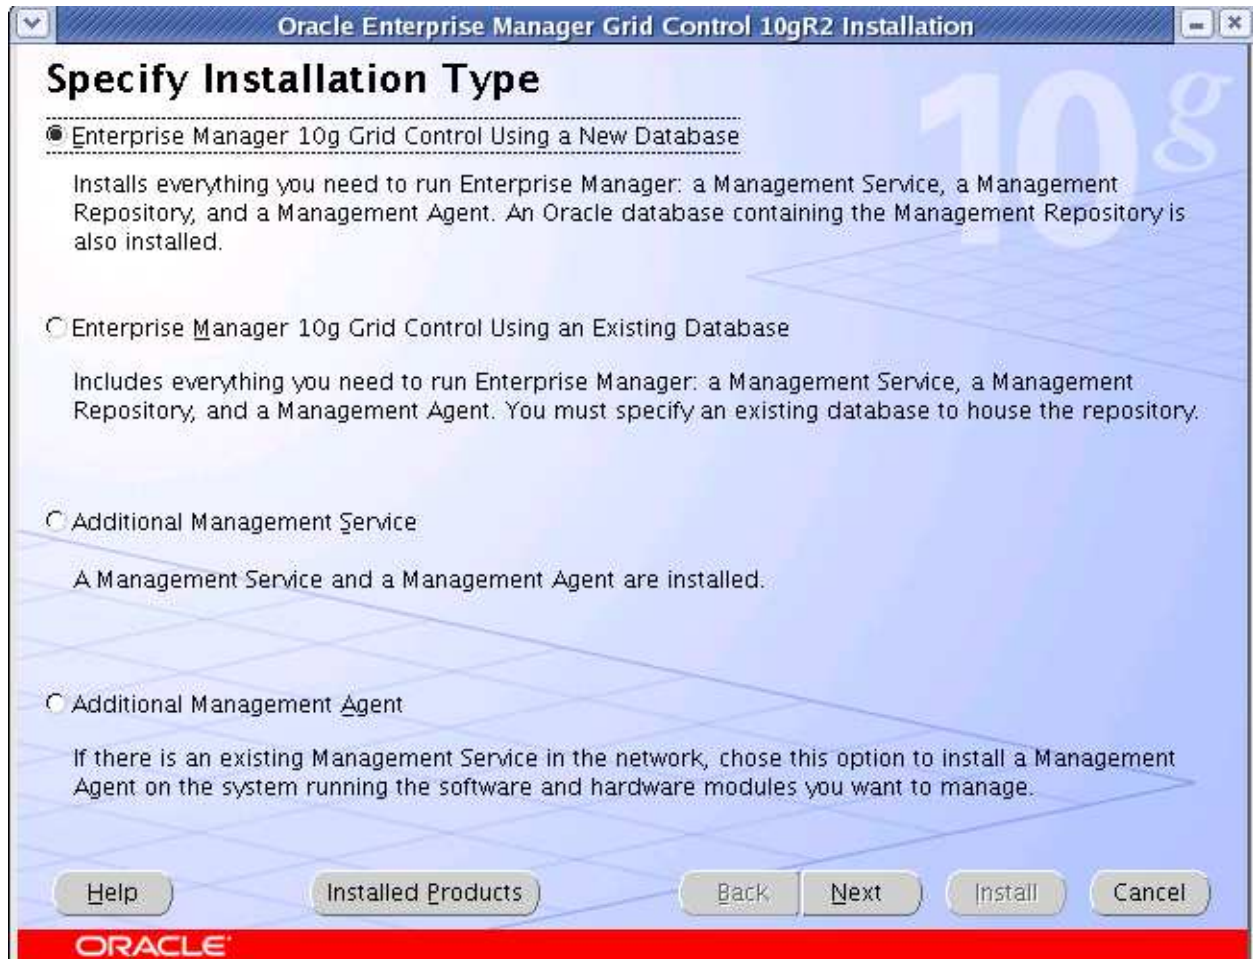 Oracle Enterprise Manager Grid Control 10gR2 Installation
10g
Specify Installation Type
Enterprise Manager 10g Grid Control Using a New Database
Installs everything you need to run Enterprise Manager: a Management Service, a Management
Repository, and a Management Agent. An Oracle database containing the Management Repository is
also installed.
Enterprise Manager 10g Grid Control Using an Existing Database
Includes everything you need to run Enterprise Manager: a Management Service, a Management
Repository, and a Management Agent. You must specify an existing database to house the repository.
Additional Management Service
A Management Service and a Management Agent are installed.
Additional Management Agent
If there is an existing Management Service in the network, chose this option to install a Management
Agent on the system running the software and hardware modules you want to manage.
Help Installed Products Back Next Install Cancel
ORACLE